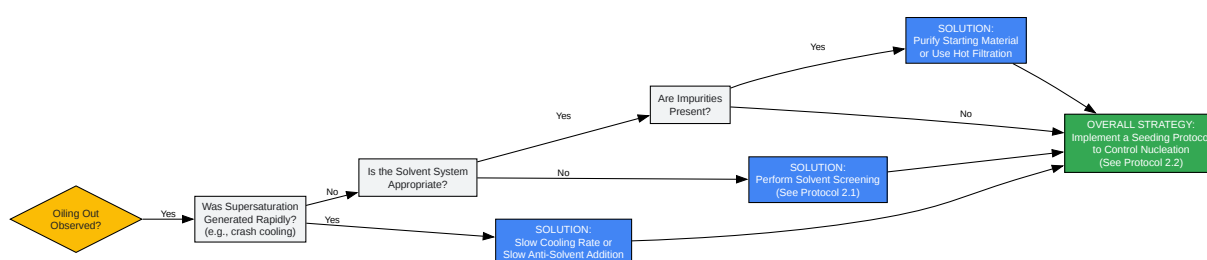 Oiling Out
Observed?
Yes
Was Supersaturation
Generated Rapidly?
(e.g., crash cooling)
No
Yes
Is the Solvent System
Appropriate?
Yes
No
SOLUTION:
Slow Cooling Rate or
Slow Anti-Solvent Addition
Are Impurities
Present?
Yes
No
SOLUTION:
Perform Solvent Screening
(See Protocol 2.1)
SOLUTION:
Purify Starting Material
or Use Hot Filtration
OVERALL STRATEGY:
Implement a Seeding Protoco
to Control Nucleation
(See Protocol 2.2)